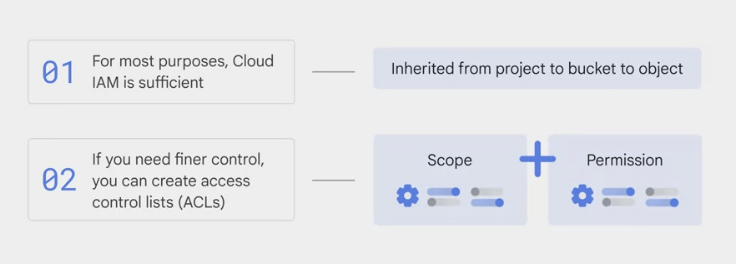 01
For most purposes, Cloud
IAM is sufficient
Inherited from project to bucket to object
02
If you need finer control,
you can create access
control lists (ACLs)
Scope
+
Permission